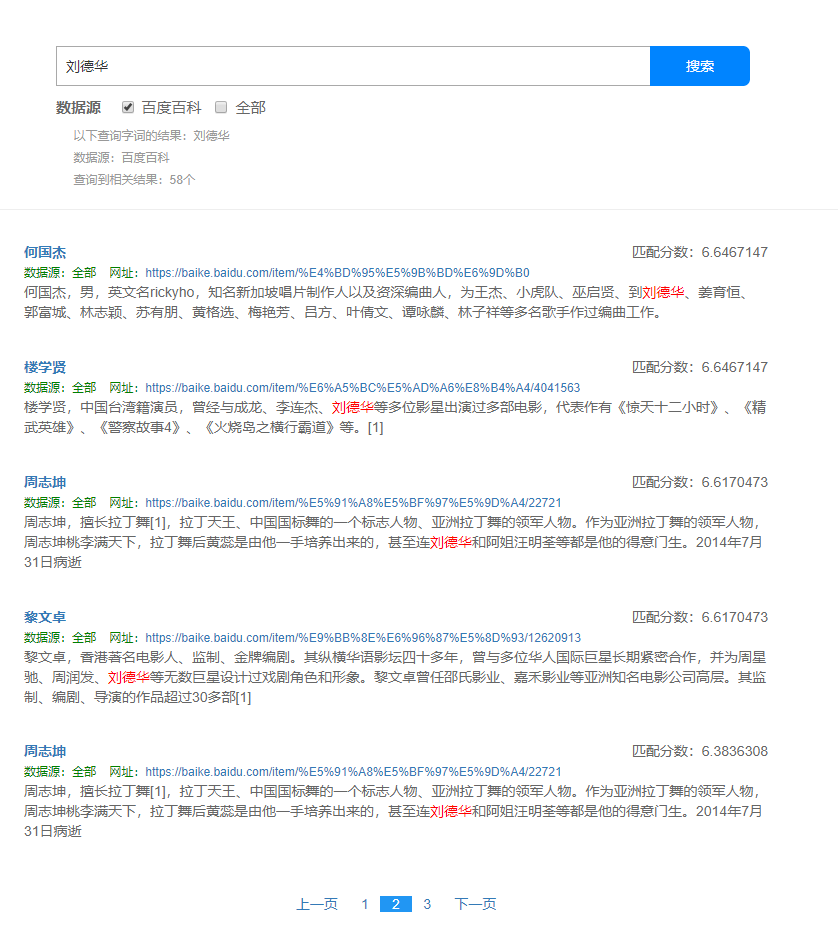 刘德华 搜索
数据源 百度百科 全部
以下查询字词的结果：刘德华
数据源：百度百科
查询到相关结果：58个
何国杰 匹配分数：6.6467147
数据源：全部 网址：https://baike.baidu.com/item/%E4%BD%95%E5%9B%BD%E6%9D%B0
何国杰，男，英文名rickyho，知名新加坡唱片制作人以及资深编曲人，为王杰、小虎队、巫启贤、到刘德华、姜育恒、
郭富城、林志颖、苏有朋、黄格选、梅艳芳、吕方、叶倩文、谭咏麟、林子祥等多名歌手作过编曲工作。
楼学贤 匹配分数：6.6467147
数据源：全部 网址：https://baike.baidu.com/item/%E6%A5%BC%E5%AD%A6%E8%B4%A4/4041563
楼学贤，中国台湾籍演员，曾经与成龙、李连杰、刘德华等多位影星出演过多部电影，代表作有《惊天十二小时》、《精
武英雄》、《警察故事4》、《火烧岛之横行霸道》等。[1]
周志坤 匹配分数：6.6170473
数据源：全部 网址：https://baike.baidu.com/item/%E5%91%A8%E5%BF%97%E5%9D%A4/22721
周志坤，擅长拉丁舞[1]，拉丁天王、中国国标舞的一个标志人物、亚洲拉丁舞的领军人物。作为亚洲拉丁舞的领军人物，
周志坤桃李满天下，拉丁舞后黄蕊是由他一手培养出来的，甚至连刘德华和阿姐汪明荃等都是他的得意门生。2014年7月
31日病逝
黎文卓 匹配分数：6.6170473
数据源：全部 网址：https://baike.baidu.com/item/%E9%BB%8E%E6%96%87%E5%8D%93/12620913
黎文卓，香港著名电影人、监制、金牌编剧。其纵横华语影坛四十多年，曾与多位华人国际巨星长期紧密合作，并为周星
驰、周润发、刘德华等无数巨星设计过戏剧角色和形象。黎文卓曾任邵氏影业、嘉禾影业等亚洲知名电影公司高层。其监
制、编剧、导演的作品超过30多部[1]
周志坤 匹配分数：6.3836308
数据源：全部 网址：https://baike.baidu.com/item/%E5%91%A8%E5%BF%97%E5%9D%A4/22721
周志坤，擅长拉丁舞[1]，拉丁天王、中国国标舞的一个标志人物、亚洲拉丁舞的领军人物。作为亚洲拉丁舞的领军人物，
周志坤桃李满天下，拉丁舞后黄蕊是由他一手培养出来的，甚至连刘德华和阿姐汪明荃等都是他的得意门生。2014年7月
31日病逝
上一页 1 2 3 下一页